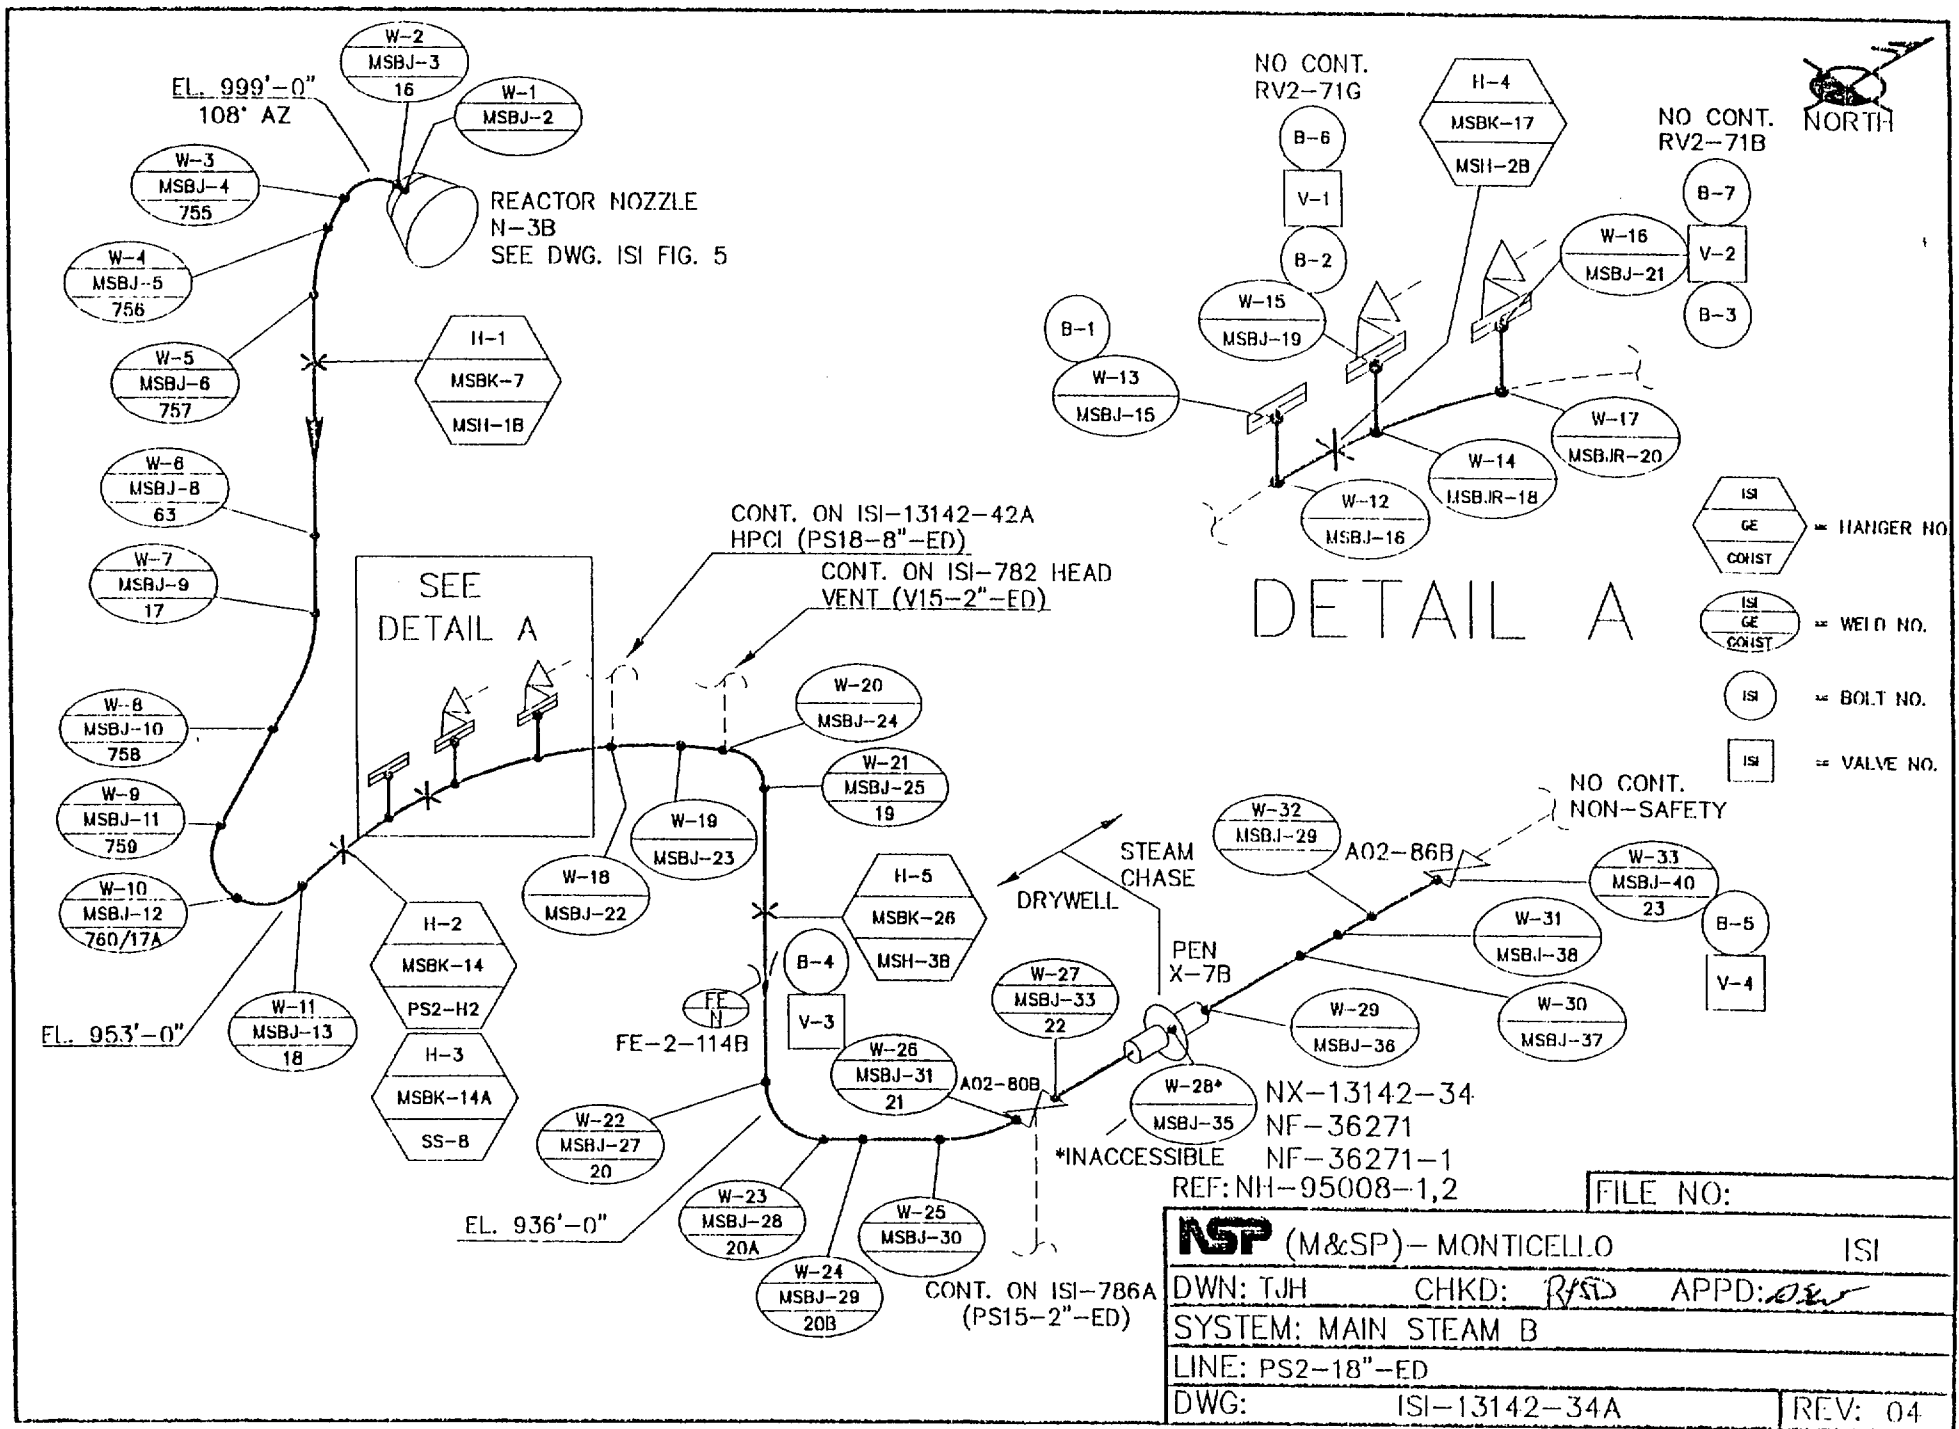 W-2
MSBJ-3
16
W-1
MSBJ-2
EL. 999'-0"
108° AZ
W-3
MSBJ-4
755
REACTOR NOZZLE
N-3B
SEE DWG. ISI FIG. 5
W-4
MSBJ-5
756
W-5
MSBJ-6
757
H-1
MSBK-7
MSH-1B
W-6
MSBJ-8
63
W-7
MSBJ-9
17
W-8
MSBJ-10
758
W-9
MSBJ-11
759
W-10
MSBJ-12
760/17A
EL. 953'-0"
W-11
MSBJ-13
18
H-2
MSBK-14
PS2-H2
H-3
MSBK-14A
SS-8
SEE
DETAIL A
CONT. ON ISI-13142-42A
HPCI (PS18-8"-ED)
CONT. ON ISI-782 HEAD
VENT (V15-2"-ED)
W-20
MSBJ-24
W-21
MSBJ-25
19
W-19
MSBJ-23
W-18
MSBJ-22
H-5
MSBK-26
MSH-3B
FE
N
FE-2-114B
B-4
V-3
W-22
MSBJ-27
20
EL. 936'-0"
W-23
MSBJ-28
20A
W-24
MSBJ-29
20B
W-25
MSBJ-30
W-26
MSBJ-31
21
A02-80B
W-27
MSBJ-33
22
CONT. ON ISI-786A
(PS15-2"-ED)
STEAM
CHASE
DRYWELL
PEN
X-7B
W-28*
MSBJ-35
*INACCESSIBLE
W-29
MSBJ-36
W-30
MSBJ-37
W-31
MSBJ-38
W-32
MSBJ-29
A02-86B
W-33
MSBJ-40
23
B-5
V-4
NO CONT.
NON-SAFETY
NO CONT.
RV2-71G
B-6
V-1
B-2
H-4
MSBK-17
MSH-2B
NO CONT.
RV2-71B
B-7
V-2
B-3
NORTH
W-16
MSBJ-21
W-15
MSBJ-19
B-1
W-13
MSBJ-15
W-17
MSBJR-20
W-14
MSBJR-18
W-12
MSBJ-16
DETAIL A
ISI
GE
CONST
= HANGER NO
ISI
GE
CONST
= WELD NO.
ISI
= BOLT NO.
ISI
= VALVE NO.
NX-13142-34
NF-36271
NF-36271-1
REF: NH-95008-1,2
FILE NO:
NSP (M&SP)-MONTICELLO ISI
DWN: TJH CHKD: APPD:
SYSTEM: MAIN STEAM B
LINE: PS2-18"-ED
DWG: ISI-13142-34A REV: 04